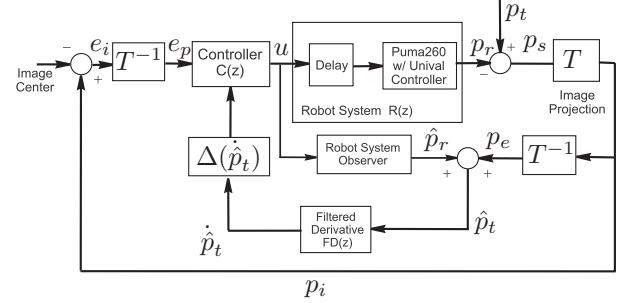 p_t
− e_i T^{-1} e_p Controller C(z) u Delay Puma260 w/ Unival Controller p_r + p_s T
Image Center + −
Robot System R(z)
Image Projection
Δ(\dot{\hat{p}}_t) Robot System Observer \hat{p}_r p_e T^{-1}
+ +
\dot{\hat{p}}_t Filtered Derivative FD(z) \hat{p}_t
p_i